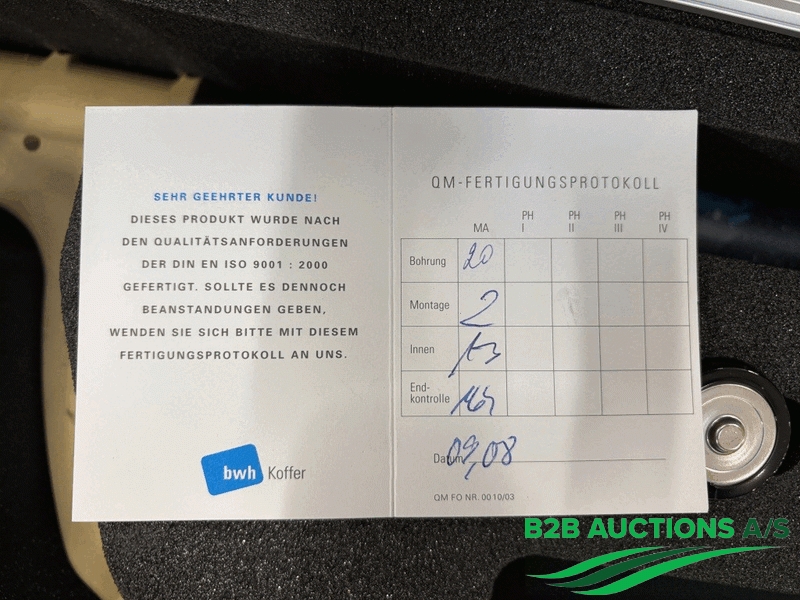 SEHR GEEHRTER KUNDE!
DIESES PRODUKT WURDE NACH
DEN QUALITÄTSANFORDERUNGEN
DER DIN EN ISO 9001 : 2000
GEFERTIGT. SOLLTE ES DENNOCH
BEANSTANDUNGEN GEBEN,
WENDEN SIE SICH BITTE MIT DIESEM
FERTIGUNGSPROTOKOLL AN UNS.
bwh Koffer
QM-FERTIGUNGSPROTOKOLL
MA PH I PH II PH III PH IV
Bohrung 20
Montage 2
Innen
End-
kontrolle
Datum 09,08
QM FO NR. 0010/03
B2B AUCTIONS A/S